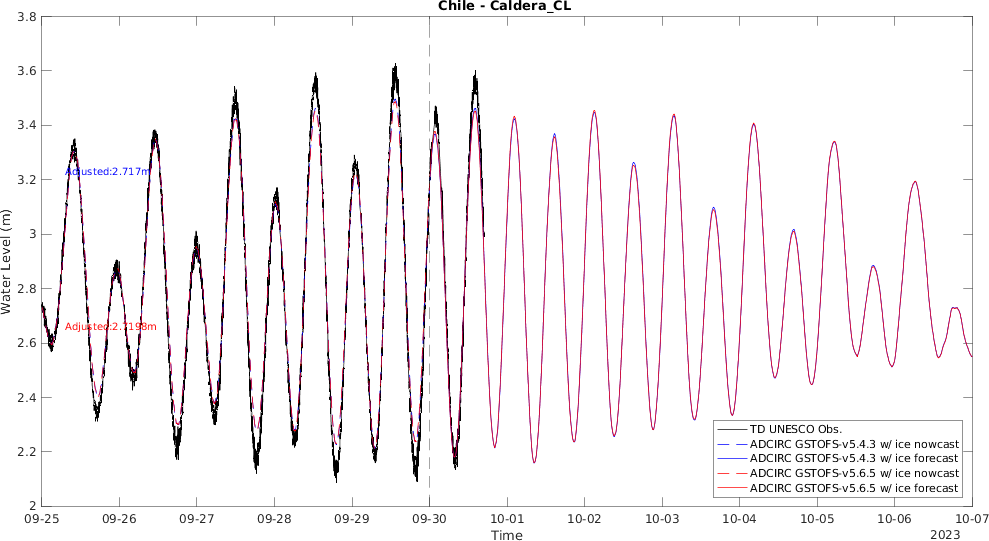 Chile - Caldera_CL
3.8
3.6
3.4
3.2
3
2.8
2.6
2.4
2.2
2
Water Level (m)
Adjusted:2.717m
Adjusted:2.7198m
TD UNESCO Obs.
ADCIRC GSTOFS-v5.4.3 w/ ice nowcast
ADCIRC GSTOFS-v5.4.3 w/ ice forecast
ADCIRC GSTOFS-v5.6.5 w/ ice nowcast
ADCIRC GSTOFS-v5.6.5 w/ ice forecast
09-25 09-26 09-27 09-28 09-29 09-30 10-01 10-02 10-03 10-04 10-05 10-06 10-07
Time
2023